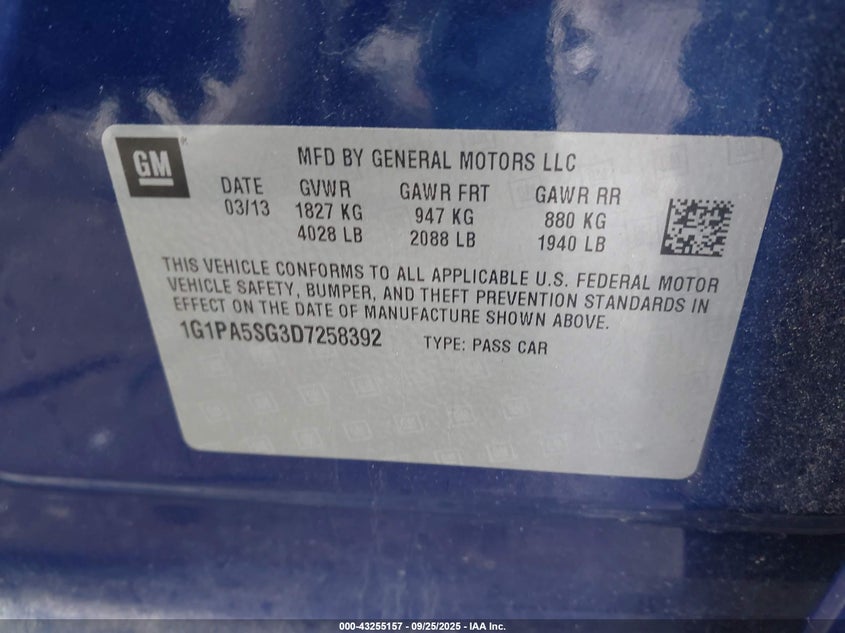 GM
MFD BY GENERAL MOTORS LLC
DATE GVWR GAWR FRT GAWR RR
03/13 1827 KG 947 KG 880 KG
4028 LB 2088 LB 1940 LB
THIS VEHICLE CONFORMS TO ALL APPLICABLE U.S. FEDERAL MOTOR
VEHICLE SAFETY, BUMPER, AND THEFT PREVENTION STANDARDS IN
EFFECT ON THE DATE OF MANUFACTURE SHOWN ABOVE.
1G1PA5SG3D7258392 TYPE: PASS CAR
000-43255157 - 09/25/2025 - IAA Inc.